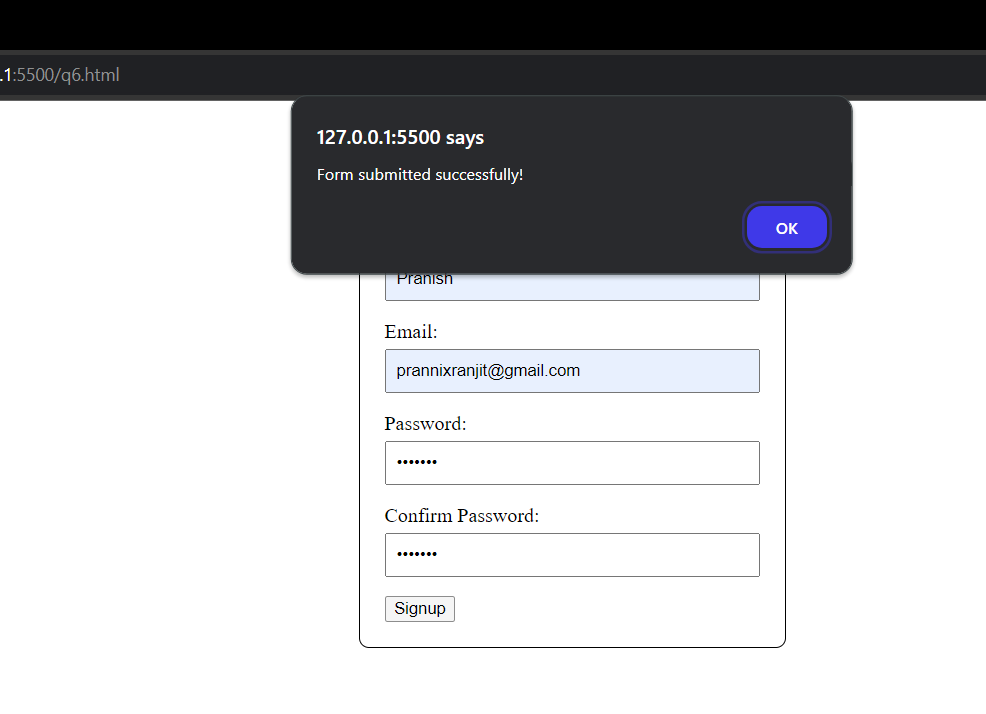 .1:5500/q6.html
127.0.0.1:5500 says
Form submitted successfully!
OK
Pranish
Email:
prannixranjit@gmail.com
Password:
•••••••
Confirm Password:
•••••••
Signup